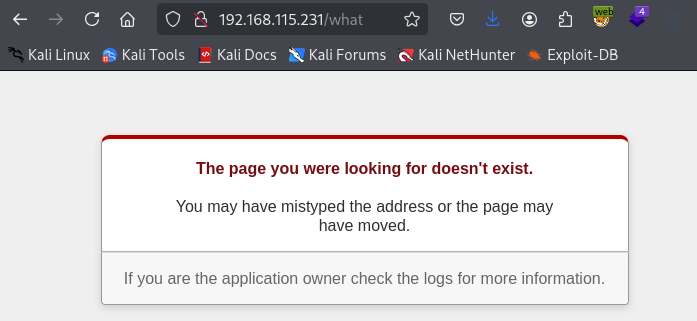 192.168.115.231/what
web
4
Kali Linux Kali Tools Kali Docs Kali Forums Kali NetHunter Exploit-DB
The page you were looking for doesn't exist.
You may have mistyped the address or the page may
have moved.
If you are the application owner check the logs for more information.